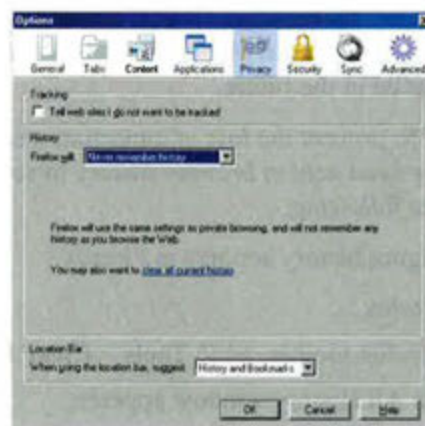 Options
General Tabs Content Applications Privacy Security Sync Advanced
Tracking
Tell web sites I do not want to be tracked
History
Firefox will: Never remember history
Firefox will use the same settings as private browsing, and will not remember any
history as you browse the Web.
You may also want to clear all current history
Location Bar
When using the location bar, suggest: History and Bookmarks
OK Cancel Help